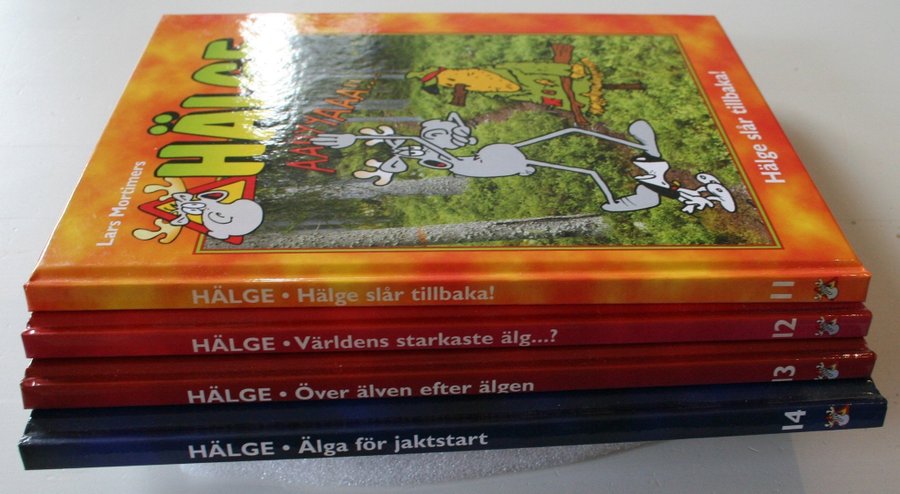 Lars Mortimers
HÄLGE
AAIYYAAA!!
Hälge slår tillbaka!
HÄLGE • Hälge slår tillbaka! 11
HÄLGE • Världens starkaste älg...? 12
HÄLGE • Över älven efter älgen 13
HÄLGE • Älga för jaktstart 14